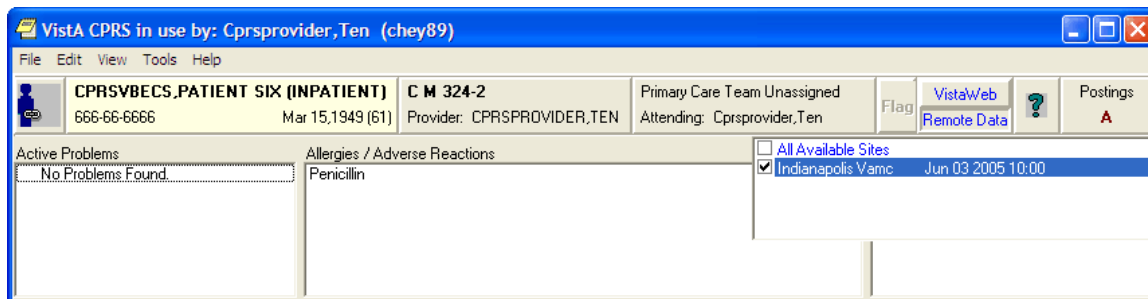 VistA CPRS in use by: Cprsprovider,Ten (chey89)
File Edit View Tools Help
CPRSVBECS,PATIENT SIX (INPATIENT)
666-66-6666 Mar 15,1949 (61)
C M 324-2
Provider: CPRSPROVIDER,TEN
Primary Care Team Unassigned
Attending: Cprsprovider,Ten
Flag
VistaWeb
Remote Data
?
Postings
A
Active Problems
No Problems Found.
Allergies / Adverse Reactions
Penicillin
All Available Sites
Indianapolis Vamc Jun 03 2005 10:00